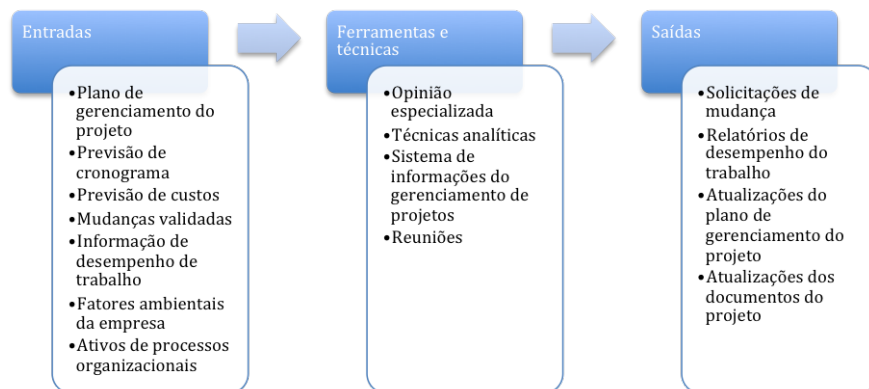 Entradas
•Plano de
gerenciamento do
projeto
•Previsão de
cronograma
•Previsão de custos
•Mudanças validadas
•Informação de
desempenho de
trabalho
•Fatores ambientais
da empresa
•Ativos de processos
organizacionais
Ferramentas e
técnicas
•Opinião
especializada
•Técnicas analíticas
•Sistema de
informações do
gerenciamento de
projetos
•Reuniões
Saídas
•Solicitações de
mudança
•Relatórios de
desempenho do
trabalho
•Atualizações do
plano de
gerenciamento do
projeto
•Atualizações dos
documentos do
projeto